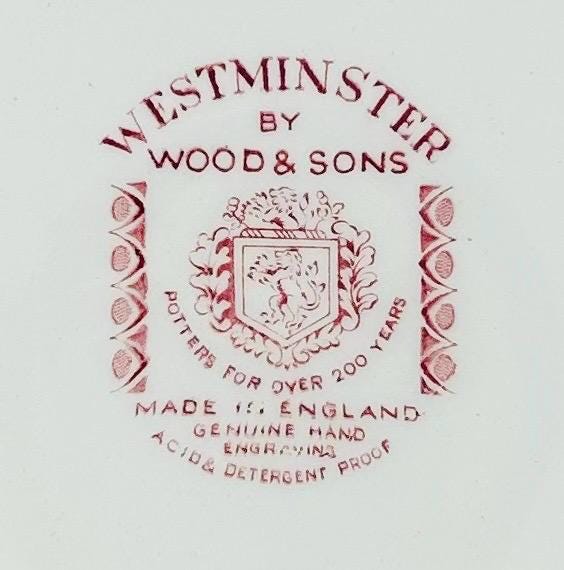 WESTMINSTER
BY
WOOD & SONS
POTTERS FOR OVER 200 YEARS
MADE IN ENGLAND
GENUINE HAND
ENGRAVING
ACID & DETERGENT PROOF